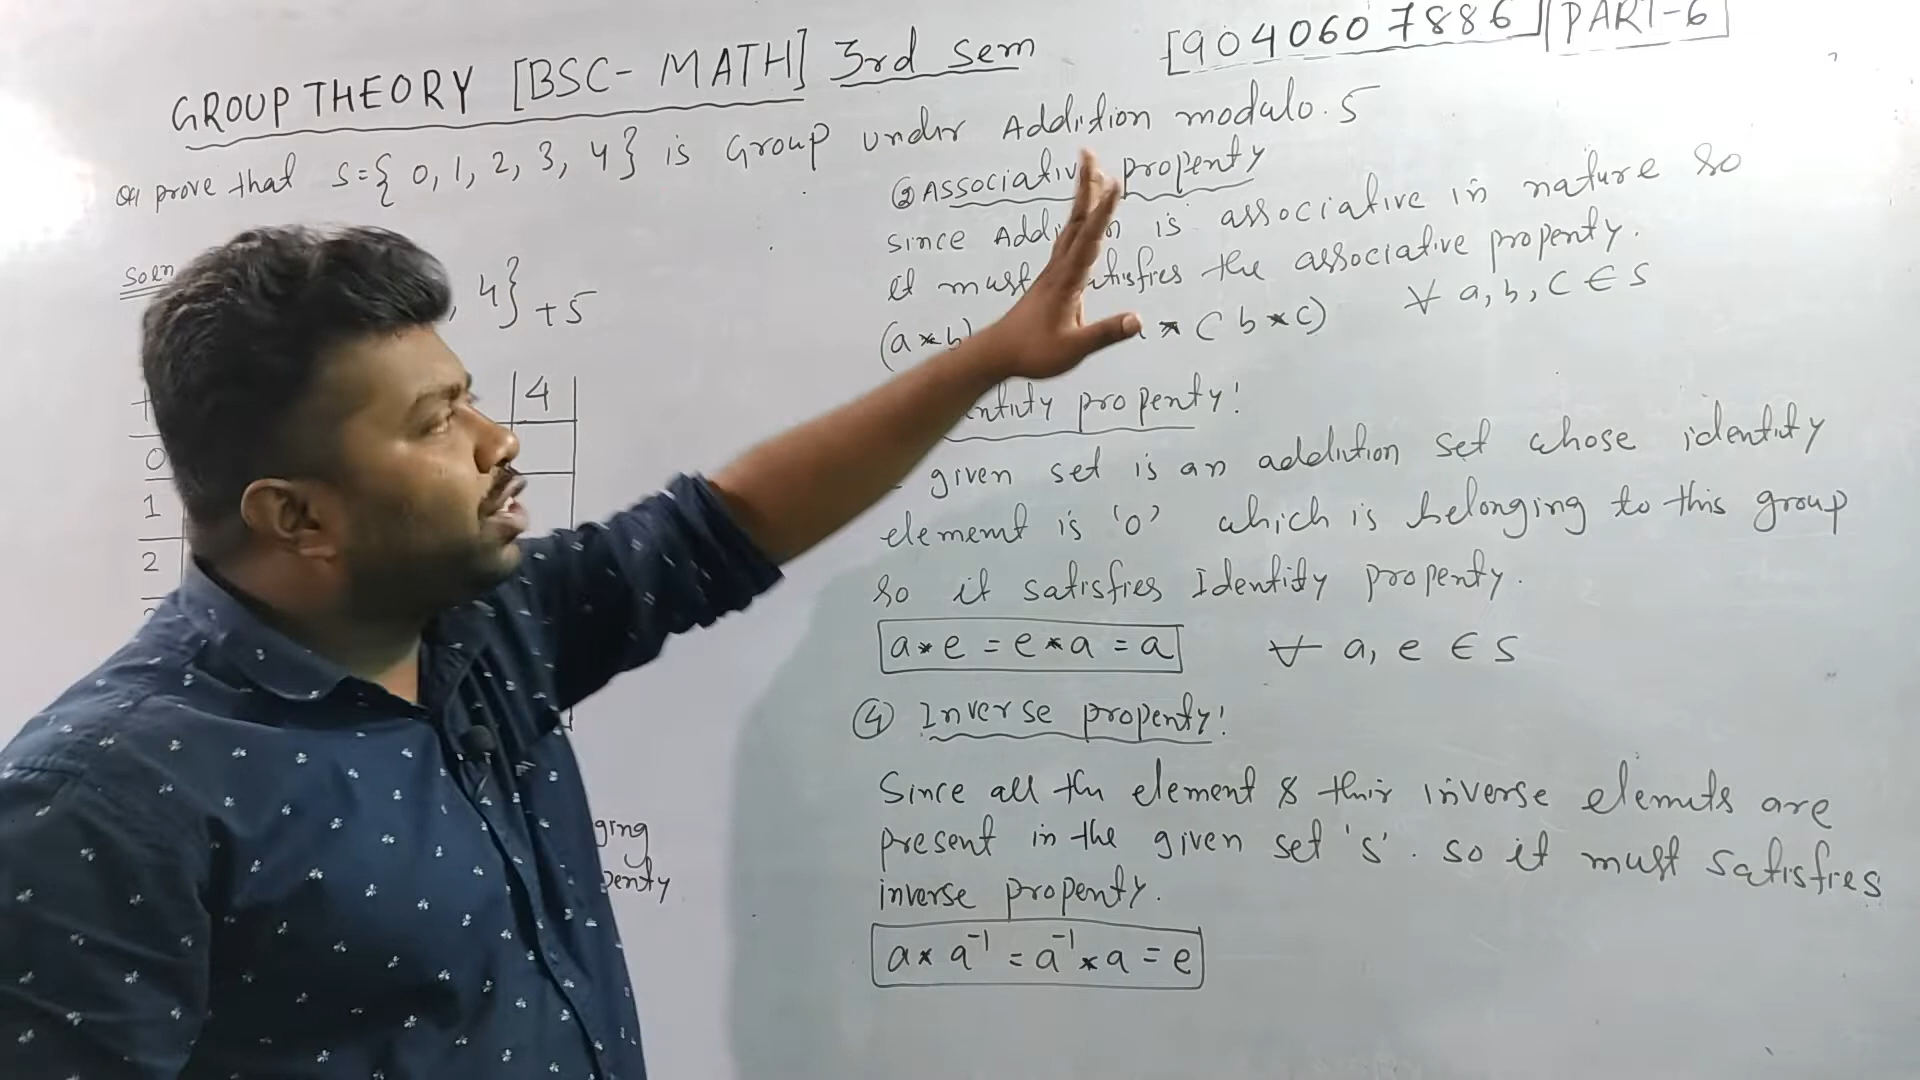 GROUP THEORY [BSC- MATH] 3rd Sem
[9040607886] | PART-6
prove that S={ 0, 1, 2, 3, 4 } is Group under Addition modulo. 5
Soln
, 4} +5
4
0
1
2
ging
penty
② Associative property
since Addition is associative in nature so
it must satisfies the associative property.
(a*b) a * (b*c) ∀ a, b, c ∈ S
entity property!
given set is an addition set whose identity
element is '0' which is belonging to this group
so it satisfies Identity property.
a*e = e*a = a ∀ a, e ∈ S
④ Inverse property!
Since all the element & their inverse elements are
present in the given set 'S'. so it must satisfies
inverse property.
a * a⁻¹ = a⁻¹ * a = e